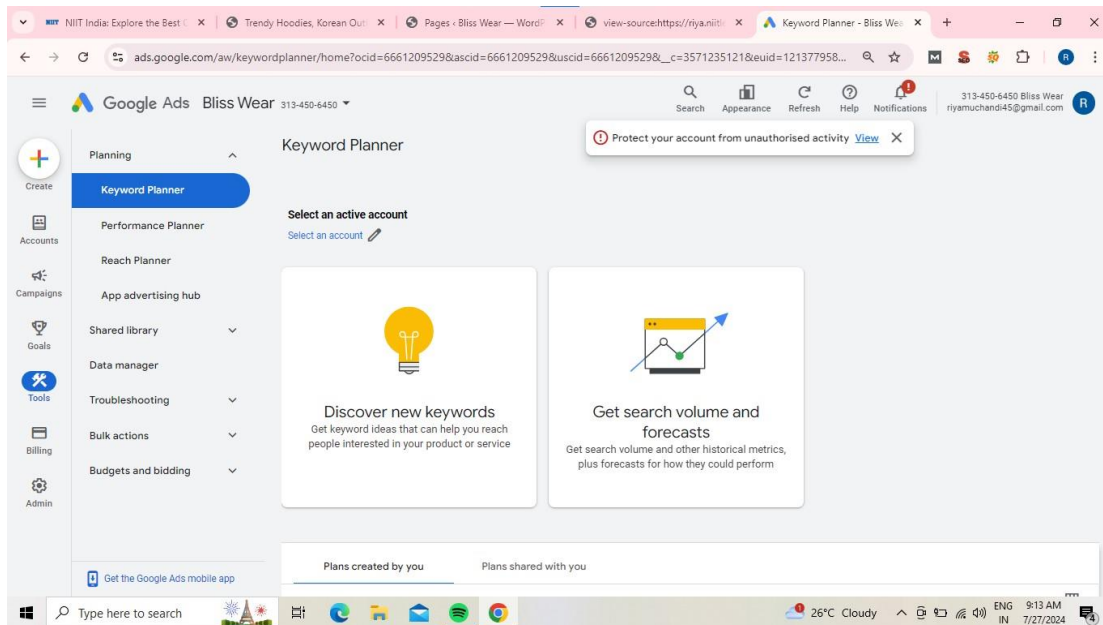 NIIT NIIT India: Explore the Best C
Trendy Hoodies, Korean Out
Pages ‹ Bliss Wear — WordP
view-source:https://riya.niitl
Keyword Planner - Bliss Wea
ads.google.com/aw/keywordplanner/home?ocid=6661209529&ascid=6661209529&uscid=6661209529&__c=3571235121&euid=121377958...
Google Ads Bliss Wear 313-450-6450
Search Appearance Refresh Help Notifications
313-450-6450 Bliss Wear
riyamuchandi45@gmail.com
R
Protect your account from unauthorised activity View
Create
Accounts
Campaigns
Goals
Tools
Billing
Admin
Planning
Keyword Planner
Performance Planner
Reach Planner
App advertising hub
Shared library
Data manager
Troubleshooting
Bulk actions
Budgets and bidding
Get the Google Ads mobile app
Keyword Planner
Select an active account
Select an account
Discover new keywords
Get keyword ideas that can help you reach
people interested in your product or service
Get search volume and
forecasts
Get search volume and other historical metrics,
plus forecasts for how they could perform
Plans created by you Plans shared with you
Type here to search
26°C Cloudy
ENG
IN
9:13 AM
7/27/2024
4